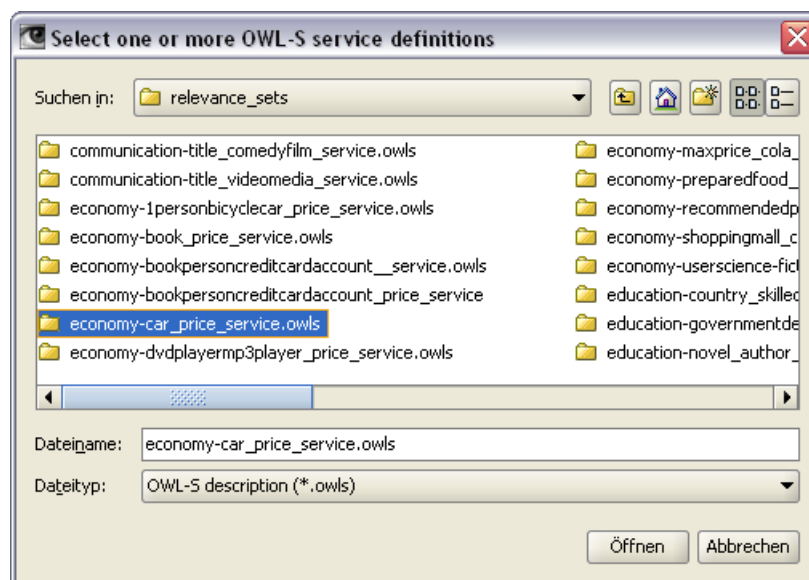 Select one or more OWL-S service definitions
Suchen in: relevance_sets
communication-title_comedyfilm_service.owls
communication-title_videomedia_service.owls
economy-1personbicyclecar_price_service.owls
economy-book_price_service.owls
economy-bookpersoncreditcardaccount__service.owls
economy-bookpersoncreditcardaccount_price_service
economy-car_price_service.owls
economy-dvdplayermp3player_price_service.owls
economy-maxprice_cola_
economy-preparedfood_
economy-recommendedp
economy-shoppingmall_c
economy-userscience-fict
education-country_skilled
education-governmentde
education-novel_author_
Dateiname: economy-car_price_service.owls
Dateityp: OWL-S description (*.owls)
Öffnen Abbrechen